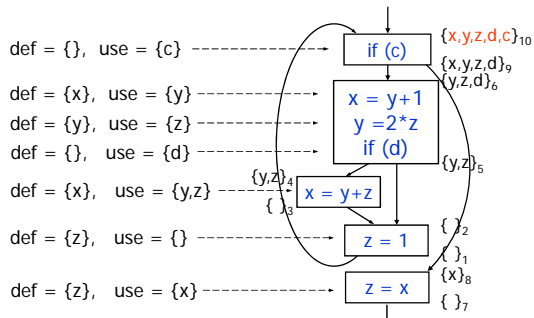 {x,y,z,d,c}10
def = {}, use = {c}
if (c)
{x,y,z,d}9
{y,z,d}6
def = {x}, use = {y}
x = y+1
def = {y}, use = {z}
y =2*z
def = {}, use = {d}
if (d)
{y,z}5
{y,z}4
def = {x}, use = {y,z}
x = y+z
{ }3
{ }2
def = {z}, use = {}
z = 1
{ }1
{x}8
def = {z}, use = {x}
z = x
{ }7